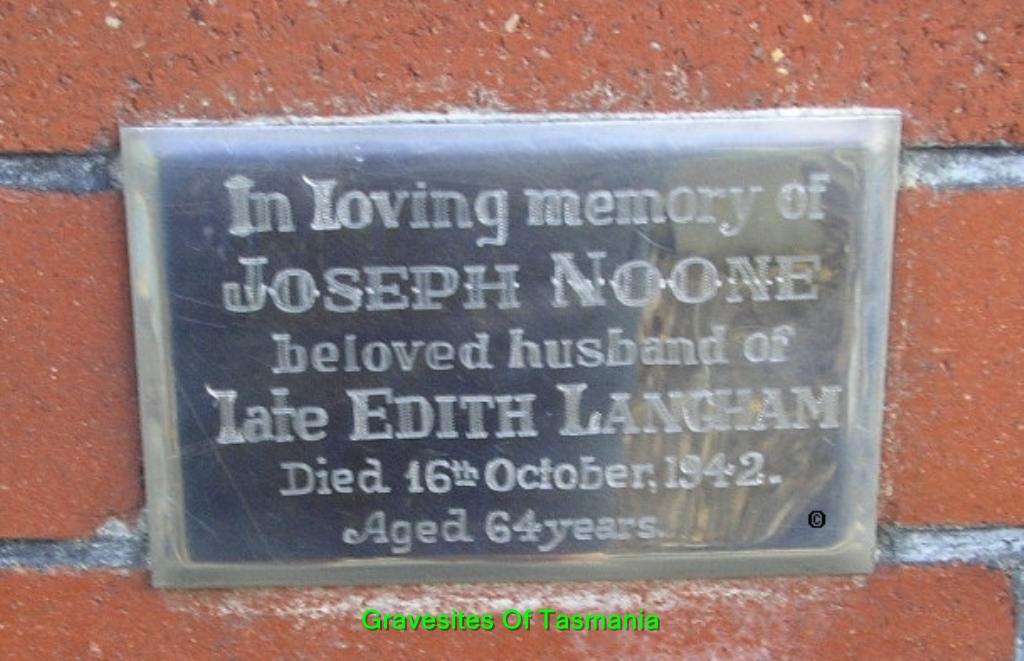 In Loving memory of
JOSEPH NOONE
beloved husband of
Late EDITH LANGHAM
Died 16th October, 1942.
Aged 64 years.
©
Gravesites Of Tasmania